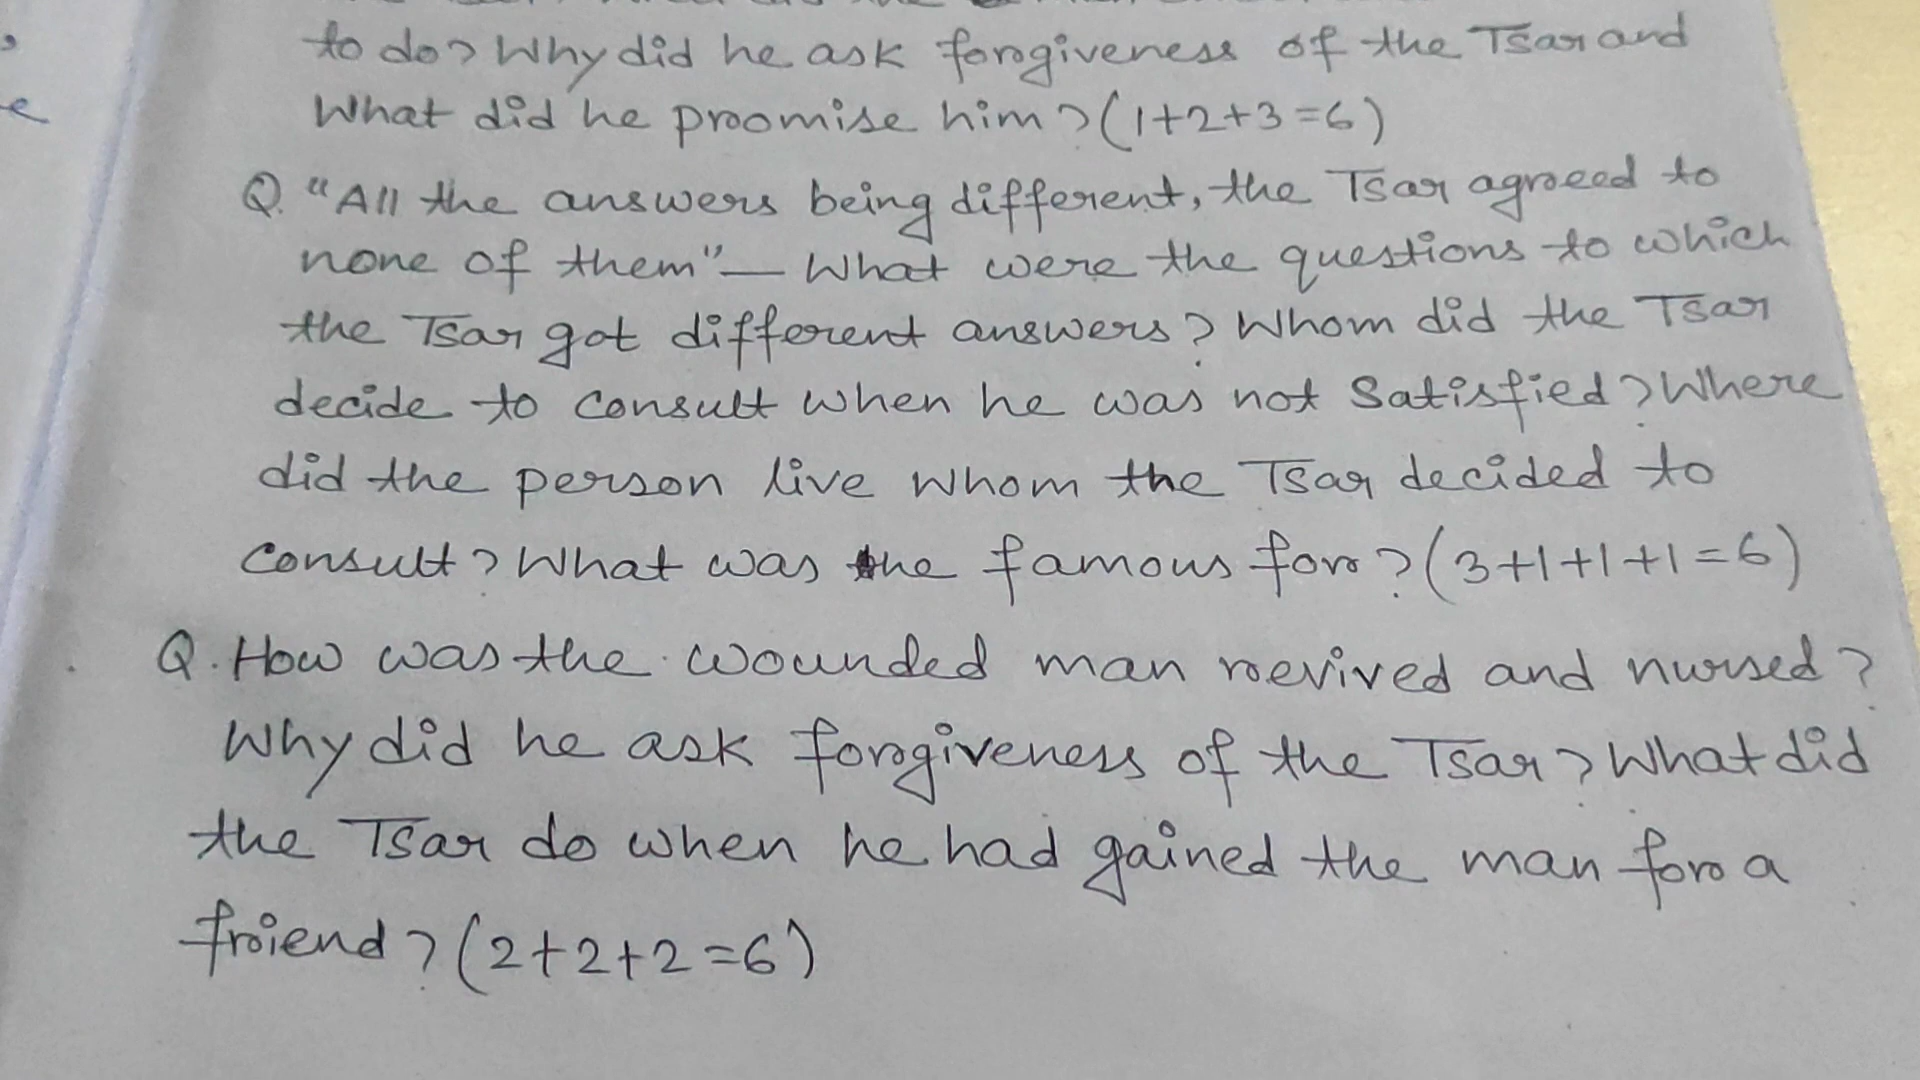 to do? Why did he ask forgiveness of the Tsar and
What did he promise him? (1+2+3=6)
Q. "All the answers being different, the Tsar agreed to
none of them" — What were the questions to which
the Tsar got different answers? Whom did the Tsar
decide to consult when he was not satisfied? Where
did the person live whom the Tsar decided to
consult? What was the famous for? (3+1+1+1=6)
Q. How was the wounded man revived and nursed?
Why did he ask forgiveness of the Tsar? What did
the Tsar do when he had gained the man for a
friend? (2+2+2=6)